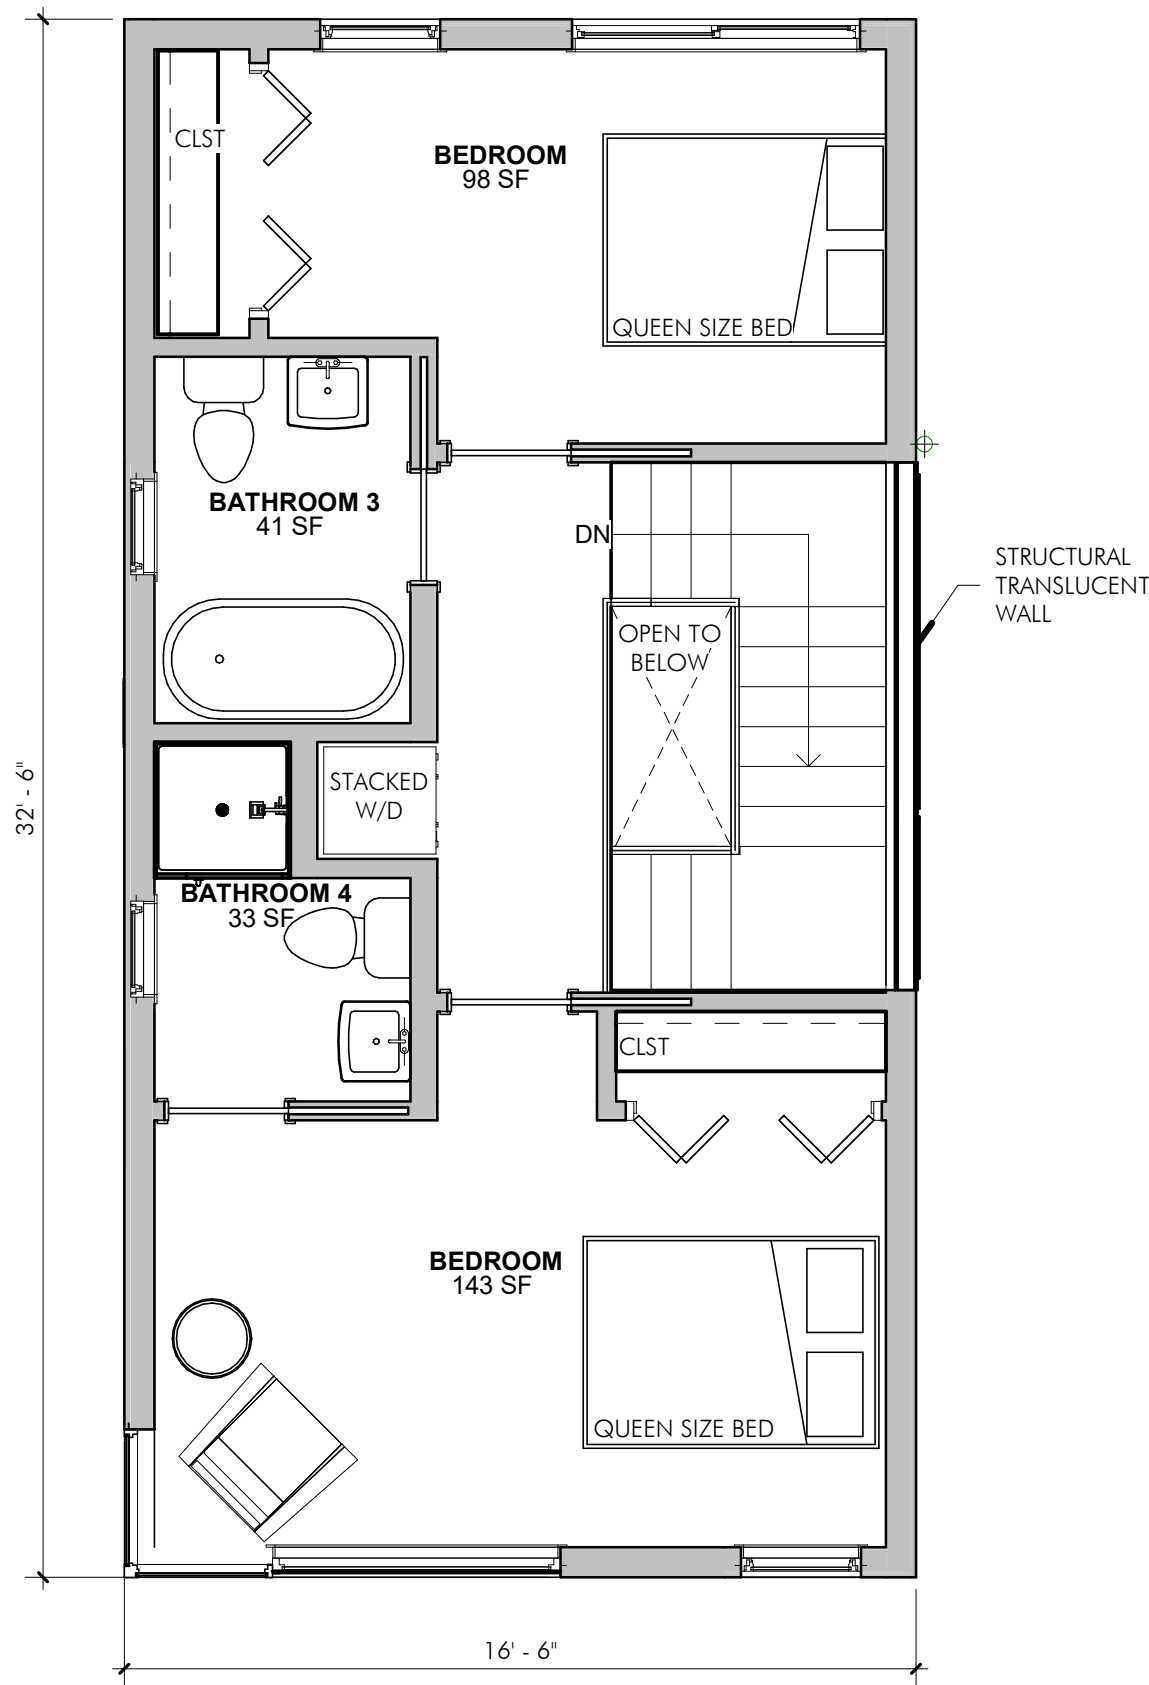 CLST
BEDROOM
98 SF
QUEEN SIZE BED
BATHROOM 3
41 SF
DN
STRUCTURAL
TRANSLUCENT
WALL
OPEN TO
BELOW
STACKED
W/D
32' - 6"
BATHROOM 4
33 SF
CLST
BEDROOM
143 SF
QUEEN SIZE BED
16' - 6"